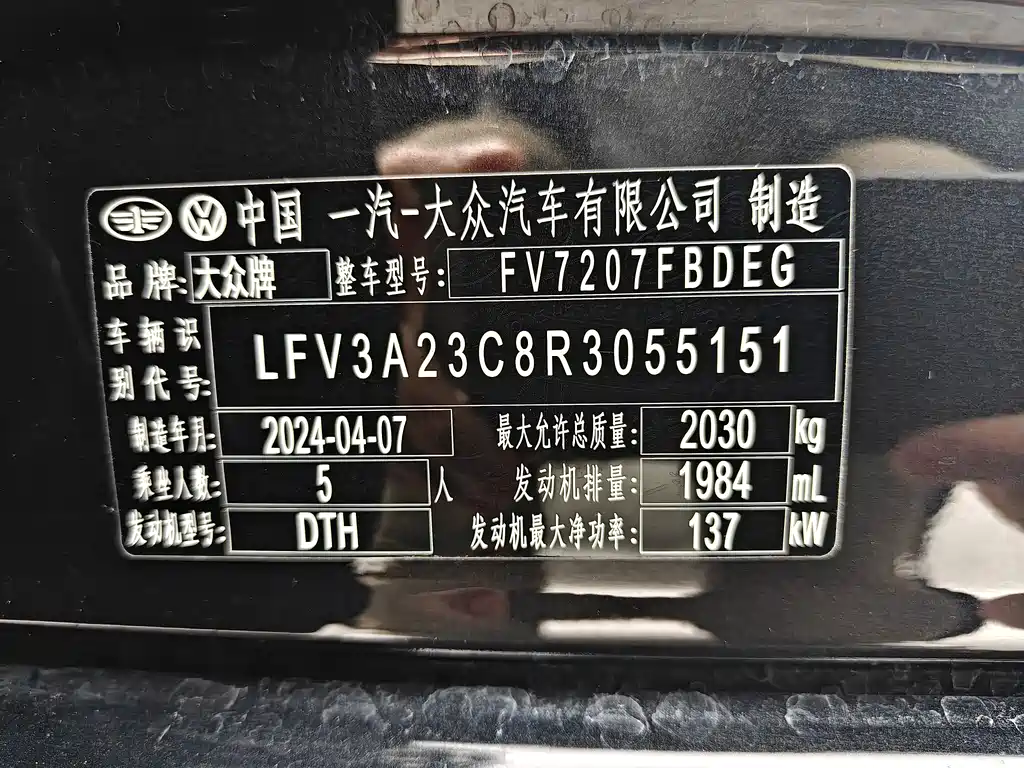 中国 一汽-大众汽车有限公司 制造
品牌: 大众牌 整车型号: FV7207FBDEG
车辆识别代号: LFV3A23C8R3055151
制造年月: 2024-04-07 最大允许总质量: 2030 kg
乘坐人数: 5 人 发动机排量: 1984 mL
发动机型号: DTH 发动机最大净功率: 137 kW